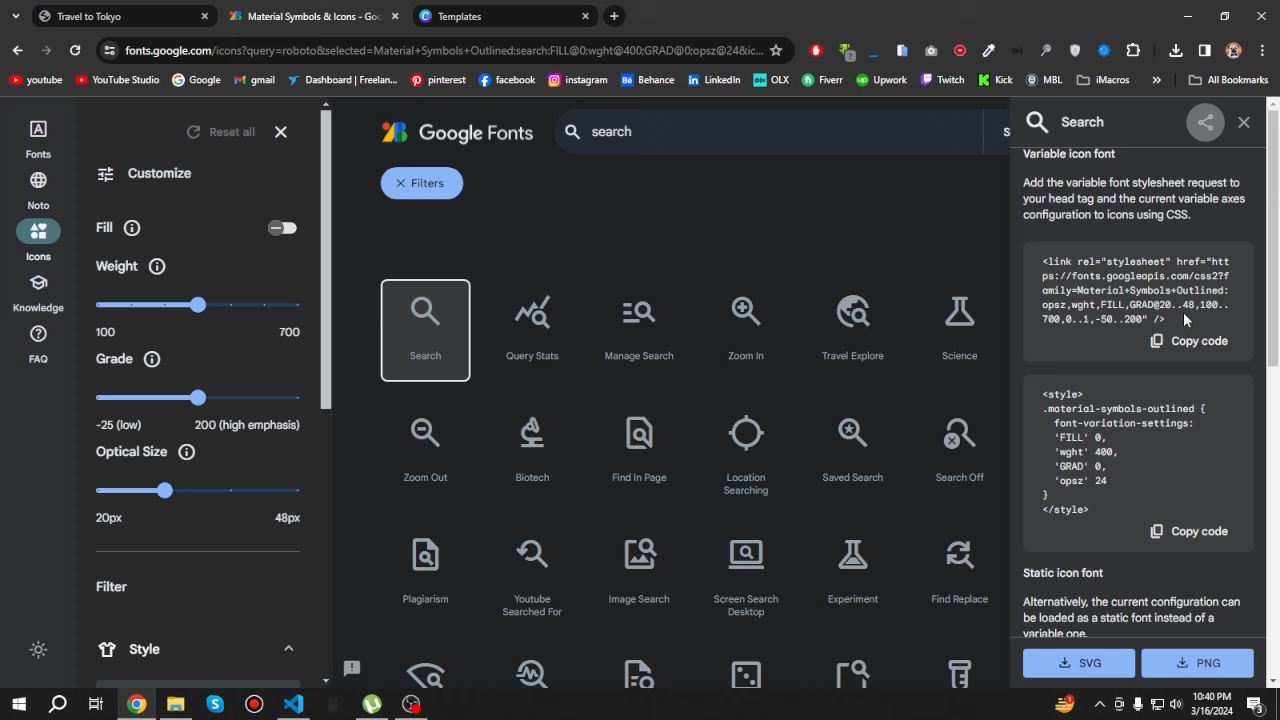 Travel to Tokyo
Material Symbols & Icons - Goo
Templates
fonts.google.com/icons?query=roboto&selected=Material+Symbols+Outlined:search:FILL@0:wght@400:GRAD@0:opsz@24&ic...
youtube
YouTube Studio
Google
gmail
Dashboard | Freelan...
pinterest
facebook
instagram
Behance
LinkedIn
OLX
Fiverr
Upwork
Twitch
Kick
MBL
iMacros
All Bookmarks
Fonts
Noto
Icons
Knowledge
FAQ
Reset all
Customize
Fill
Weight
100
700
Grade
-25 (low)
200 (high emphasis)
Optical Size
20px
48px
Filter
Style
Google Fonts
search
S
Filters
Search
Query Stats
Manage Search
Zoom In
Travel Explore
Science
Zoom Out
Biotech
Find In Page
Location
Searching
Saved Search
Search Off
Plagiarism
Youtube
Searched For
Image Search
Screen Search
Desktop
Experiment
Find Replace
Search
Variable icon font
Add the variable font stylesheet request to
your head tag and the current variable axes
configuration to icons using CSS.
<link rel="stylesheet" href="htt
ps://fonts.googleapis.com/css2?f
amily=Material+Symbols+Outlined:
opsz,wght,FILL,GRAD@20..48,100..
700,0..1,-50..200" />
Copy code
<style>
.material-symbols-outlined {
font-variation-settings:
'FILL' 0,
'wght' 400,
'GRAD' 0,
'opsz' 24
}
</style>
Copy code
Static icon font
Alternatively, the current configuration can
be loaded as a static font instead of a
variable one.
SVG
PNG
10:40 PM
3/16/2024
3